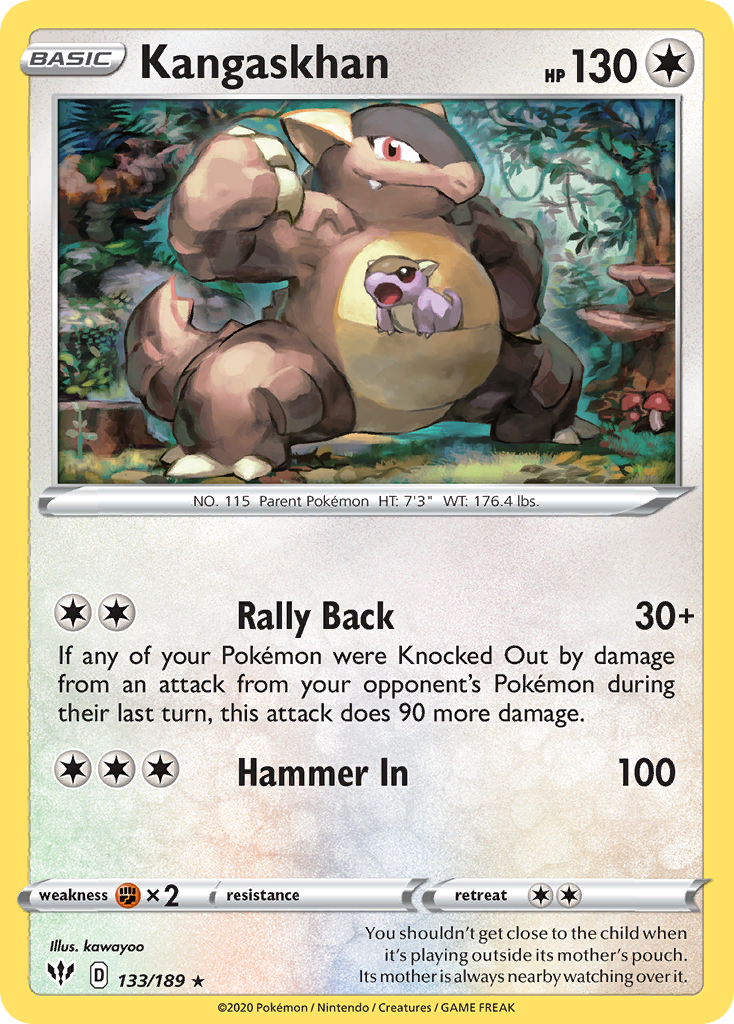 BASIC Kangaskhan HP 130
NO. 115 Parent Pokémon HT: 7'3" WT: 176.4 lbs.
Rally Back 30+
If any of your Pokémon were Knocked Out by damage
from an attack from your opponent's Pokémon during
their last turn, this attack does 90 more damage.
Hammer In 100
weakness ×2 resistance retreat
Illus. kawayoo
You shouldn't get close to the child when
it's playing outside its mother's pouch.
Its mother is always nearby watching over it.
D 133/189 ★
©2020 Pokémon / Nintendo / Creatures / GAME FREAK